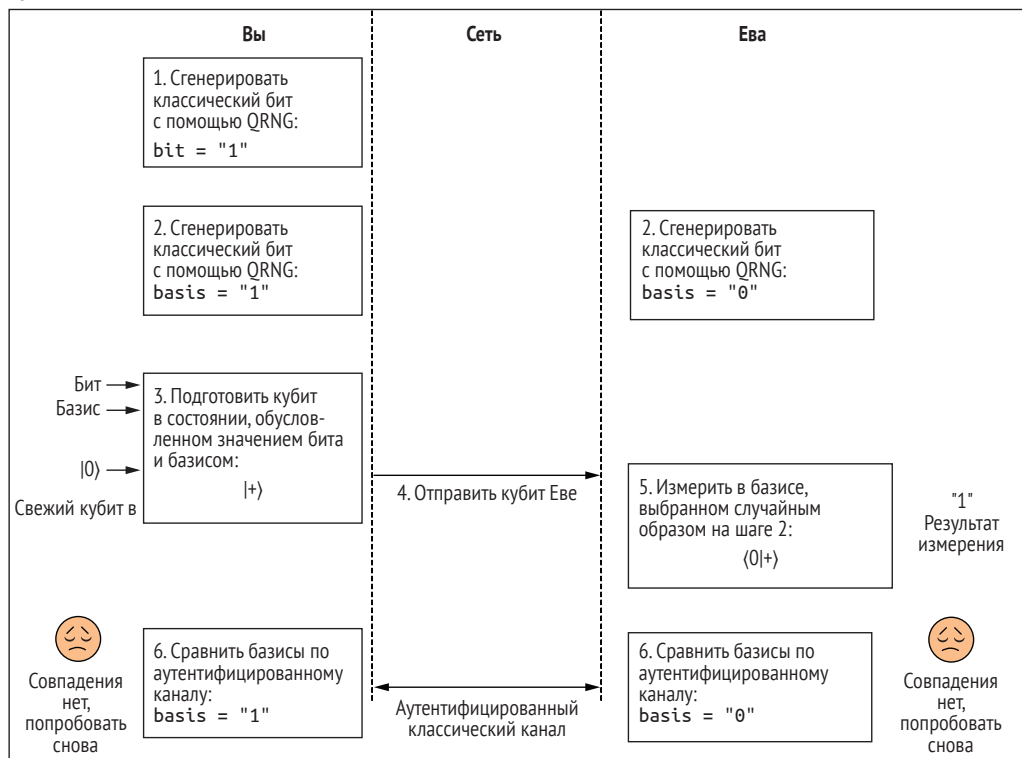 Вы
Сеть
Ева
1. Сгенерировать
классический бит
с помощью QRNG:
bit = "1"
2. Сгенерировать
классический бит
с помощью QRNG:
basis = "1"
2. Сгенерировать
классический бит
с помощью QRNG:
basis = "0"
Бит
Базис
|0⟩
Свежий кубит в
3. Подготовить кубит
в состоянии, обуслов-
ленном значением бита
и базисом:
|+⟩
4. Отправить кубит Еве
5. Измерить в базисе,
выбранном случайным
образом на шаге 2:
⟨0|+⟩
"1"
Результат
измерения
Совпадения
нет,
попробовать
снова
6. Сравнить базисы по
аутентифицированному
каналу:
basis = "1"
Аутентифицированный
классический канал
6. Сравнить базисы по
аутентифицированному
каналу:
basis = "0"
Совпадения
нет,
попробовать
снова